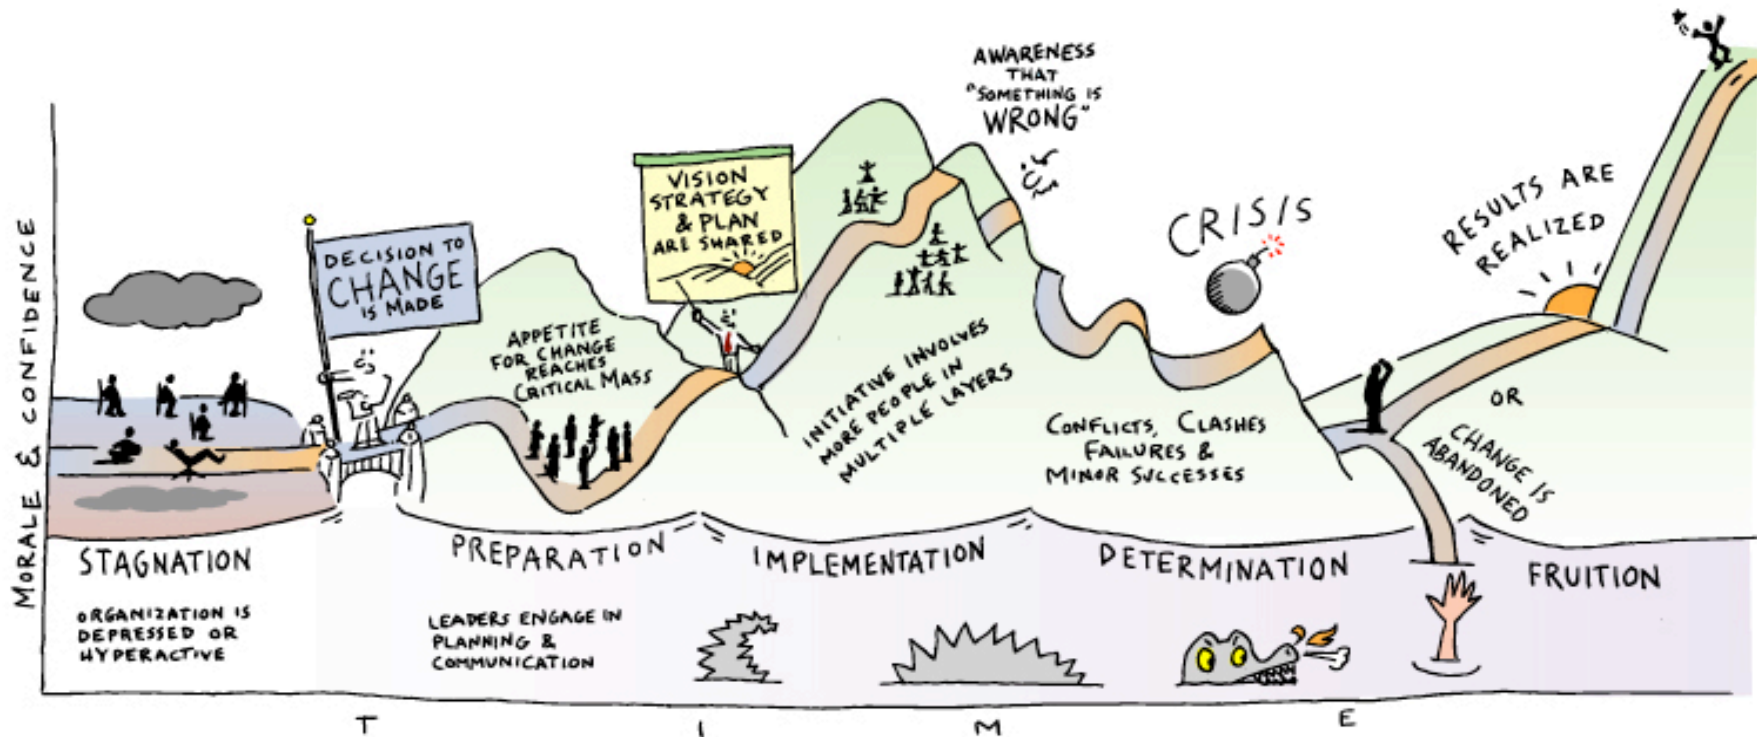 MORALE & CONFIDENCE
DECISION TO
CHANGE
IS MADE
APPETITE
FOR CHANGE
REACHES
CRITICAL MASS
VISION
STRATEGY
& PLAN
ARE SHARED
INITIATIVE INVOLVES
MORE PEOPLE IN
MULTIPLE LAYERS
AWARENESS
THAT
"SOMETHING IS
WRONG"
CRISIS
CONFLICTS, CLASHES
FAILURES &
MINOR SUCCESSES
RESULTS ARE
REALIZED
OR
CHANGE IS
ABANDONED
STAGNATION
PREPARATION
IMPLEMENTATION
DETERMINATION
FRUITION
ORGANIZATION IS
DEPRESSED OR
HYPERACTIVE
LEADERS ENGAGE IN
PLANNING &
COMMUNICATION
T I M E